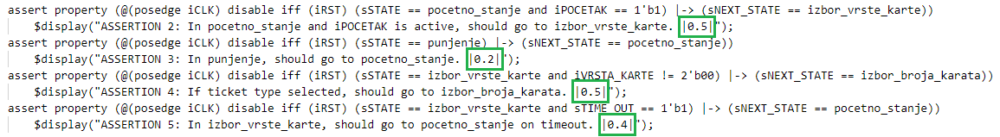 assert property (@(posedge iCLK) disable iff (iRST) (sSTATE == pocetno_stanje and iPOCETAK == 1'b1) |-> (sNEXT_STATE == izbor_vrste_karte))
$display("ASSERTION 2: In pocetno_stanje and iPOCETAK is active, should go to izbor_vrste_karte. |0.5|");
assert property (@(posedge iCLK) disable iff (iRST) (sSTATE == punjenje) |-> (sNEXT_STATE == pocetno_stanje))
$display("ASSERTION 3: In punjenje, should go to pocetno_stanje. |0.2|");
assert property (@(posedge iCLK) disable iff (iRST) (sSTATE == izbor_vrste_karte and iVRSTA_KARTE != 2'b00) |-> (sNEXT_STATE == izbor_broja_karata))
$display("ASSERTION 4: If ticket type selected, should go to izbor_broja_karata. |0.5|");
assert property (@(posedge iCLK) disable iff (iRST) (sSTATE == izbor_vrste_karte and sTIME_OUT == 1'b1) |-> (sNEXT_STATE == pocetno_stanje))
$display("ASSERTION 5: In izbor_vrste_karte, should go to pocetno_stanje on timeout. |0.4|");